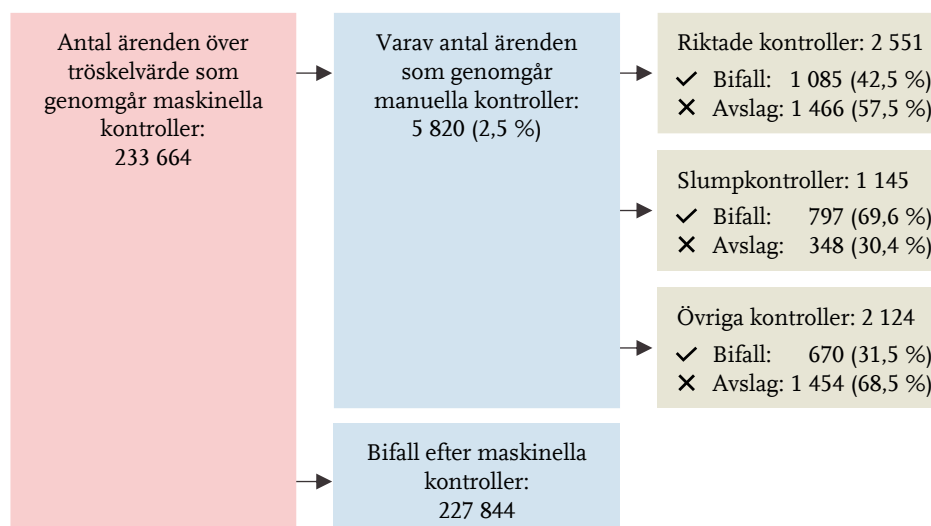 Antal ärenden över
tröskelvärde som
genomgår maskinella
kontroller:
233 664
Varav antal ärenden
som genomgår
manuella kontroller:
5 820 (2,5 %)
Riktade kontroller: 2 551
✓ Bifall: 1 085 (42,5 %)
✕ Avslag: 1 466 (57,5 %)
Slumpkontroller: 1 145
✓ Bifall: 797 (69,6 %)
✕ Avslag: 348 (30,4 %)
Övriga kontroller: 2 124
✓ Bifall: 670 (31,5 %)
✕ Avslag: 1 454 (68,5 %)
Bifall efter maskinella
kontroller:
227 844